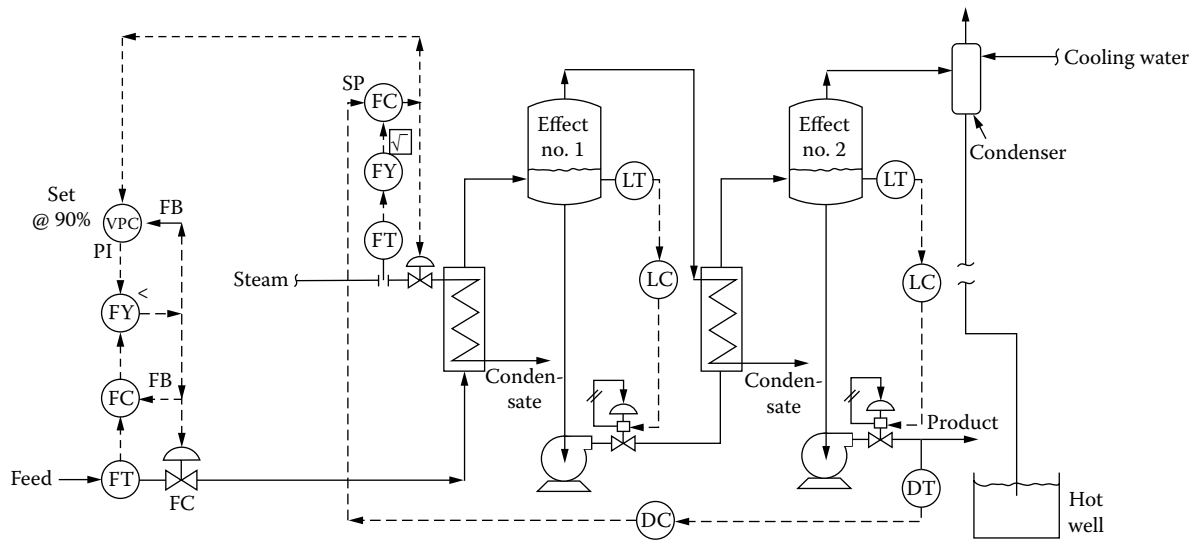 Cooling water
SP
FC
√
Effect
no. 1
Effect
no. 2
Condenser
FY
LT
LT
Set
@ 90%
VPC
FB
PI
FT
Steam
LC
LC
FY
<
Conden-
sate
Conden-
sate
FC
FB
Product
Feed
FT
FC
DT
DC
Hot
well